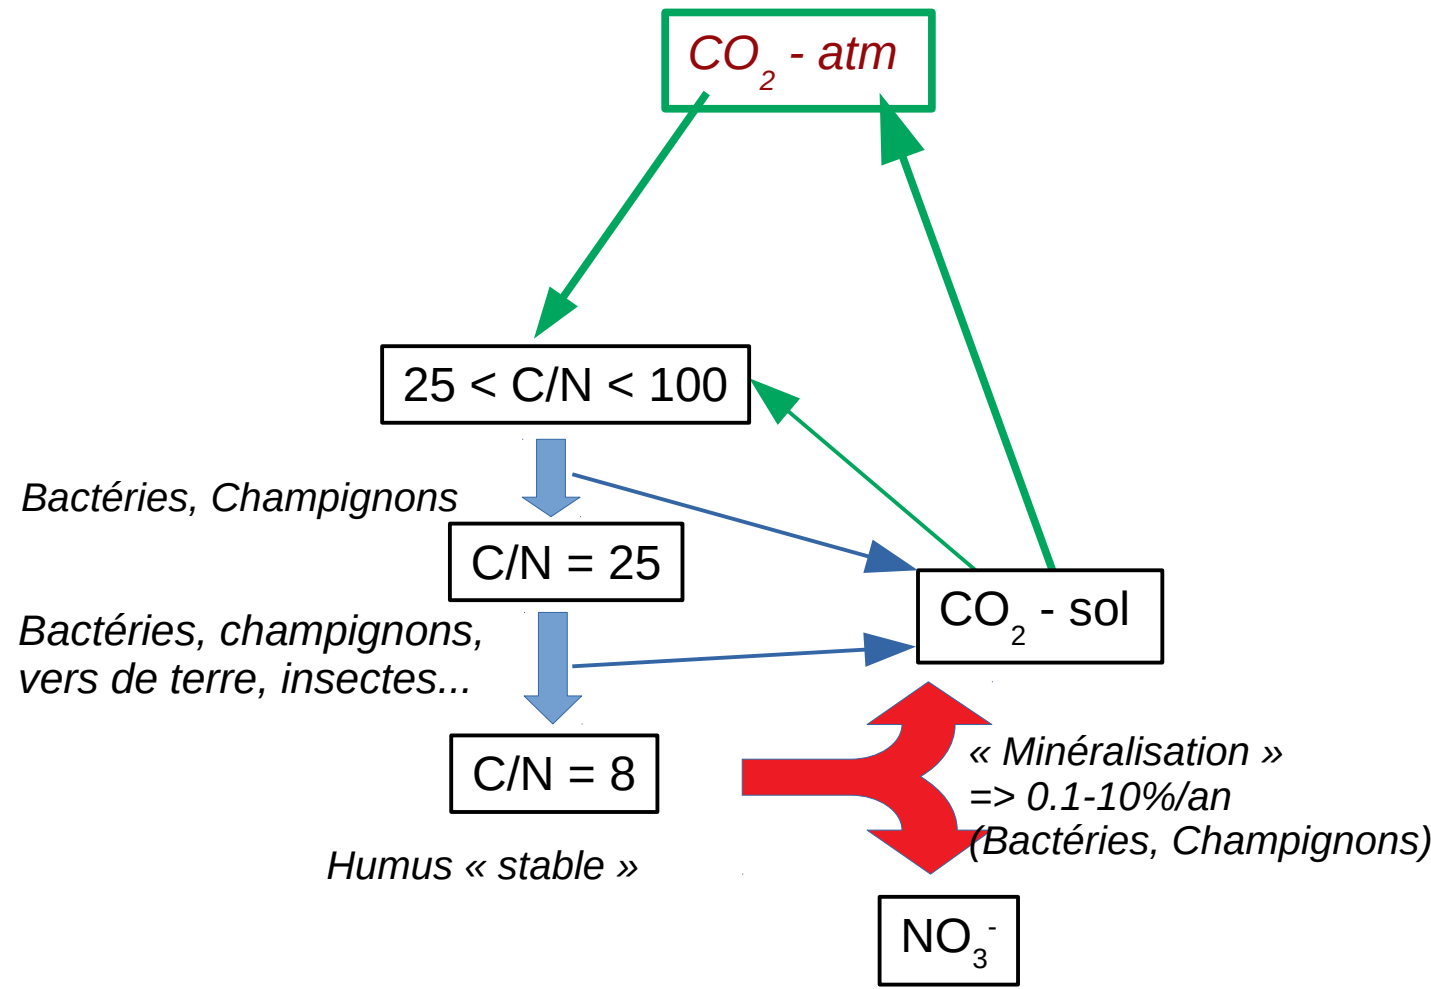 CO₂ - atm
25 < C/N < 100
Bactéries, Champignons
C/N = 25
CO₂ - sol
Bactéries, champignons,
vers de terre, insectes...
C/N = 8
« Minéralisation »
=> 0.1-10%/an
(Bactéries, Champignons)
Humus « stable »
NO₃⁻